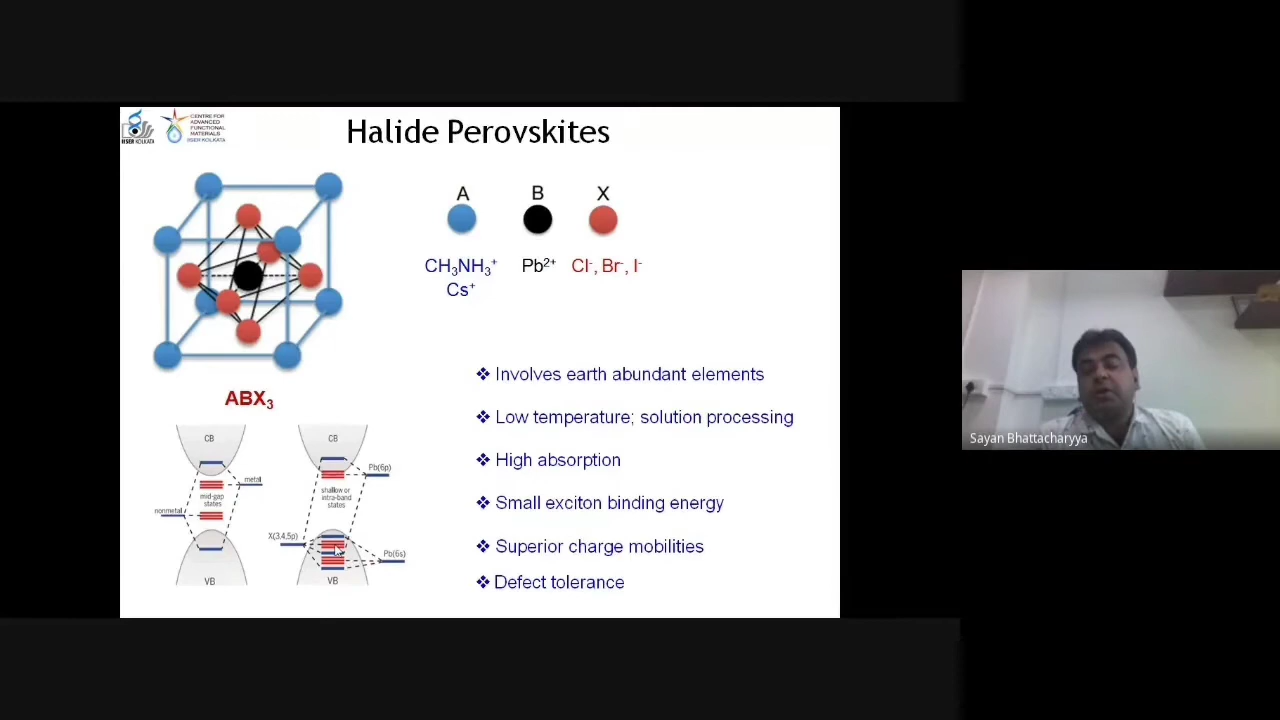 IISER KOLKATA
CENTRE FOR
ADVANCED
FUNCTIONAL
MATERIALS
IISER KOLKATA
Halide Perovskites
A B X
CH₃NH₃⁺ Pb²⁺ Cl⁻, Br⁻, I⁻
Cs⁺
ABX₃
❖ Involves earth abundant elements
❖ Low temperature; solution processing
❖ High absorption
❖ Small exciton binding energy
❖ Superior charge mobilities
❖ Defect tolerance
CB
metal
mid-gap
states
nonmetal
VB
CB
Pb(6p)
shallow or
intra-band
states
X(3,4,5p)
Pb(6s)
VB
Sayan Bhattacharyya